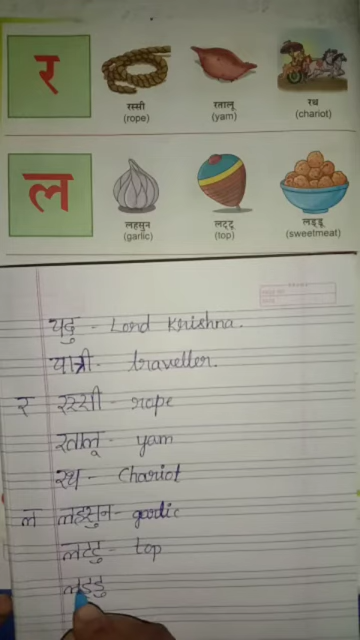 र
रस्सी
(rope)
रतालू
(yam)
रथ
(chariot)
ल
लहसुन
(garlic)
लट्टू
(top)
लड्डू
(sweetmeat)
यदु - Lord Krishna.
यात्री - traveller.
र रस्सी - rope
रतालू - yam
रथ - Chariot
ल लहसुन - garlic
लटटु - top
लड्डु